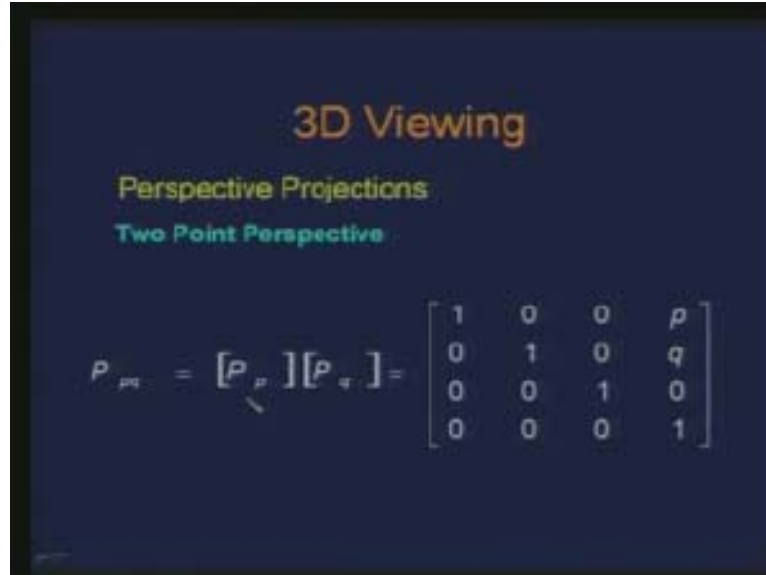 3D Viewing
Perspective Projections
Two Point Perspective
P pq = [P p ][P q ] = [ 1 0 0 p
0 1 0 q
0 0 1 0
0 0 0 1 ]